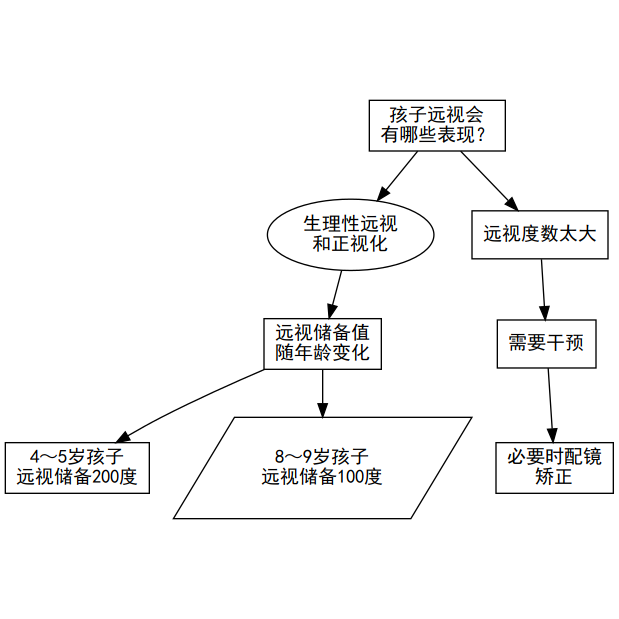 孩子远视会
有哪些表现？
生理性远视
和正视化
远视度数太大
远视储备值
随年龄变化
需要干预
4～5岁孩子
远视储备200度
8～9岁孩子
远视储备100度
必要时配镜
矫正